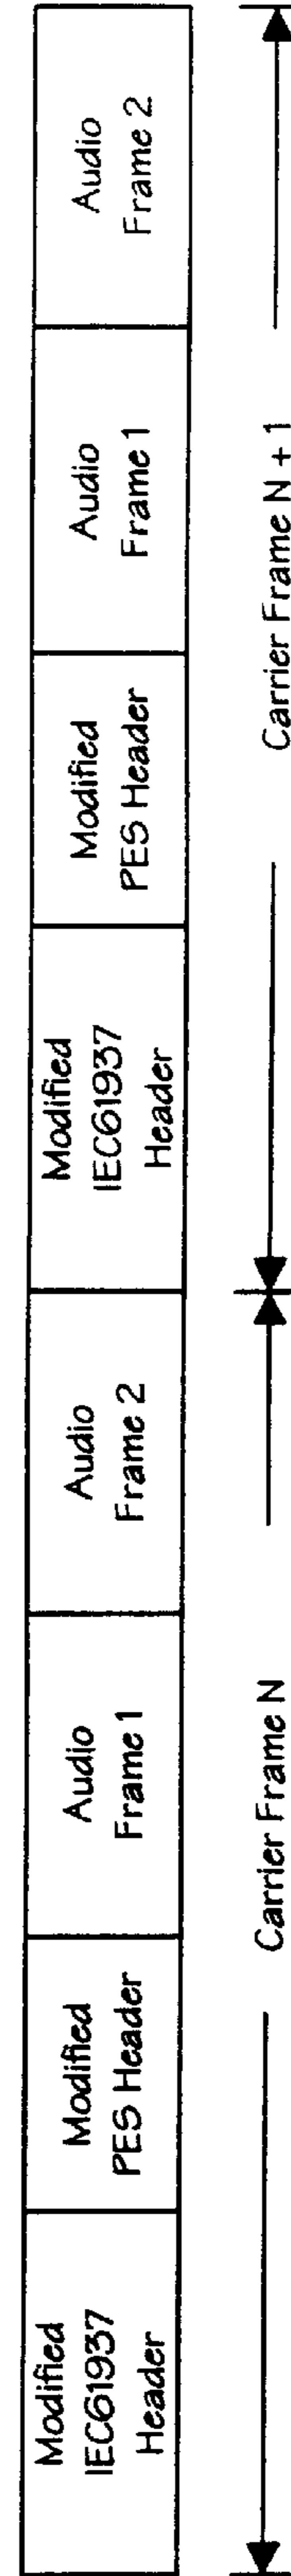 Modified
IEC61937
Header
Modified
PES Header
Audio
Frame 1
Audio
Frame 2
Modified
IEC61937
Header
Modified
PES Header
Audio
Frame 1
Audio
Frame 2
Carrier Frame N
Carrier Frame N + 1